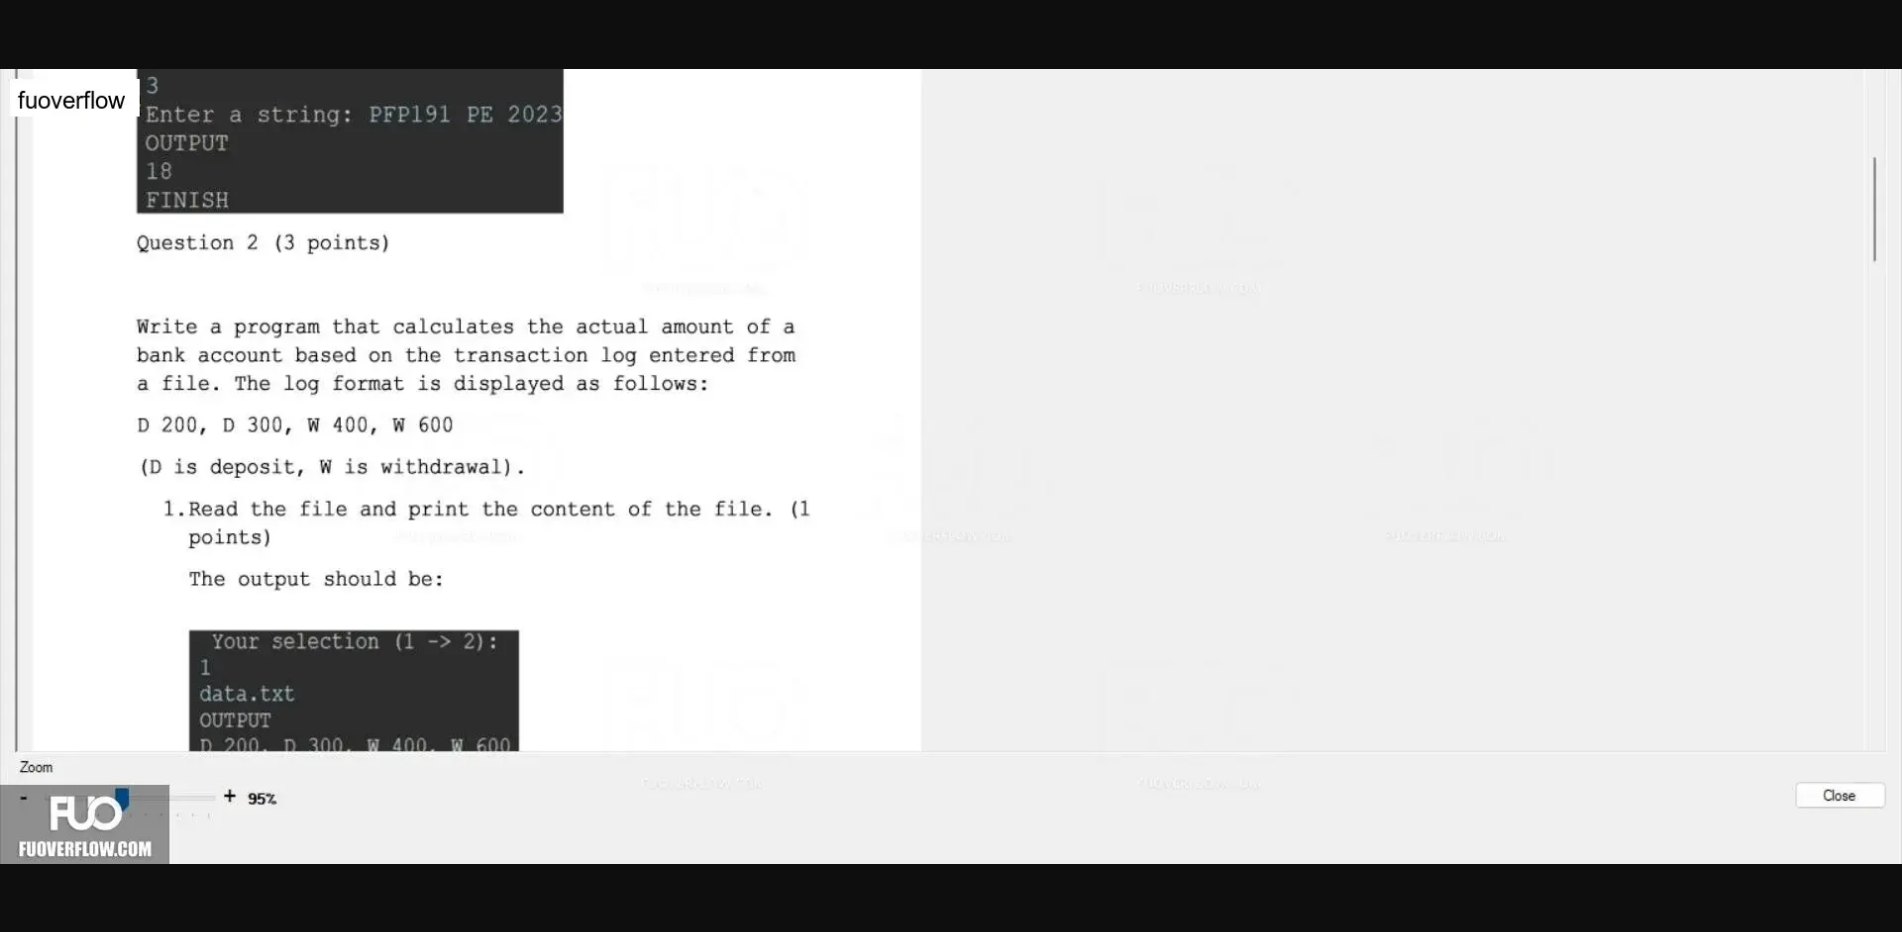 fuoverflow
3
Enter a string: PFP191 PE 2023
OUTPUT
18
FINISH
Question 2 (3 points)
Write a program that calculates the actual amount of a
bank account based on the transaction log entered from
a file. The log format is displayed as follows:
D 200, D 300, W 400, W 600
(D is deposit, W is withdrawal).
1.Read the file and print the content of the file. (1
points)
The output should be:
Your selection (1 -> 2):
1
data.txt
OUTPUT
D 200, D 300, W 400, W 600
Zoom
- + 95%
Close
FUO
FUOVERFLOW.COM